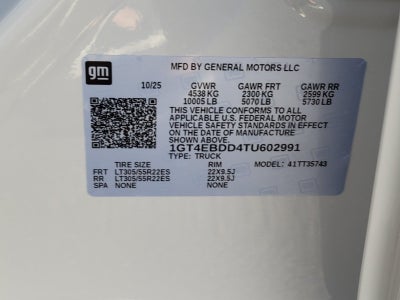 gm
MFD BY GENERAL MOTORS LLC
10/25 GVWR GAWR FRT GAWR RR
4538 KG 2300 KG 2599 KG
10005 LB 5070 LB 5730 LB
THIS VEHICLE CONFORMS TO ALL
APPLICABLE U.S. FEDERAL MOTOR
VEHICLE SAFETY STANDARDS IN EFFECT
ON THE DATE OF MANUFACTURE
SHOWN ABOVE.
1GT4EBDD4TU602991
TYPE: TRUCK
TIRE SIZE RIM MODEL: 41TT35743
FRT LT305/55R22ES 22X9.5J
RR LT305/55R22ES 22X9.5J
SPA NONE NONE